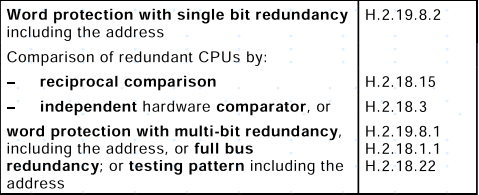 Word protection with single bit redundancy H.2.19.8.2
including the address
Comparison of redundant CPUs by:
– reciprocal comparison H.2.18.15
– independent hardware comparator, or H.2.18.3
word protection with multi-bit redundancy, H.2.19.8.1
including the address, or full bus H.2.18.1.1
redundancy; or testing pattern including the H.2.18.22
address